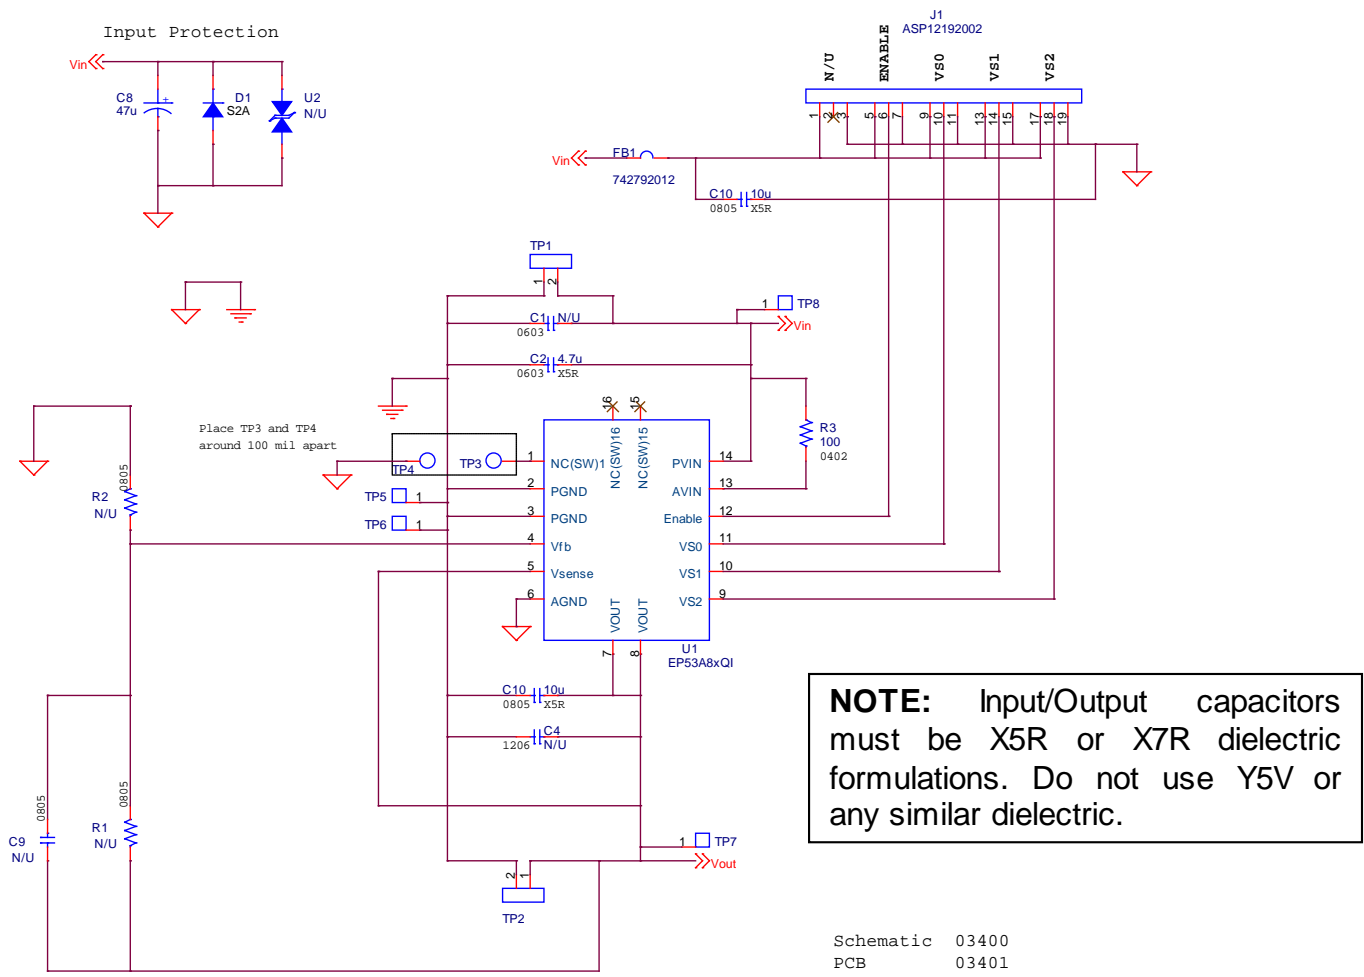 Input Protection
Vin
C8
47u
+
D1
S2A
U2
N/U
J1
ASP12192002
N/U
ENABLE
VS0
VS1
VS2
1
2
3
5
6
7
9
10
11
13
14
15
17
18
19
Vin
FB1
742792012
C10
10u
0805
X5R
TP1
1
2
1
TP8
Vin
C1
N/U
0603
C2
4.7u
0603
X5R
R3
100
0402
Place TP3 and TP4
around 100 mil apart
TP4
TP3
TP5
1
TP6
1
16
15
NC(SW)16
NC(SW)15
1
NC(SW)1
2
PGND
3
PGND
4
Vfb
5
Vsense
6
AGND
PVIN
14
AVIN
13
Enable
12
VS0
11
VS1
10
VS2
9
VOUT
VOUT
7
8
U1
EP53A8xQI
0805
R2
N/U
C10
10u
0805
X5R
C4
1206
N/U
0805
C9
N/U
0805
R1
N/U
1
TP7
Vout
2
1
TP2
NOTE: Input/Output capacitors
must be X5R or X7R dielectric
formulations. Do not use Y5V or
any similar dielectric.
Schematic 03400
PCB 03401